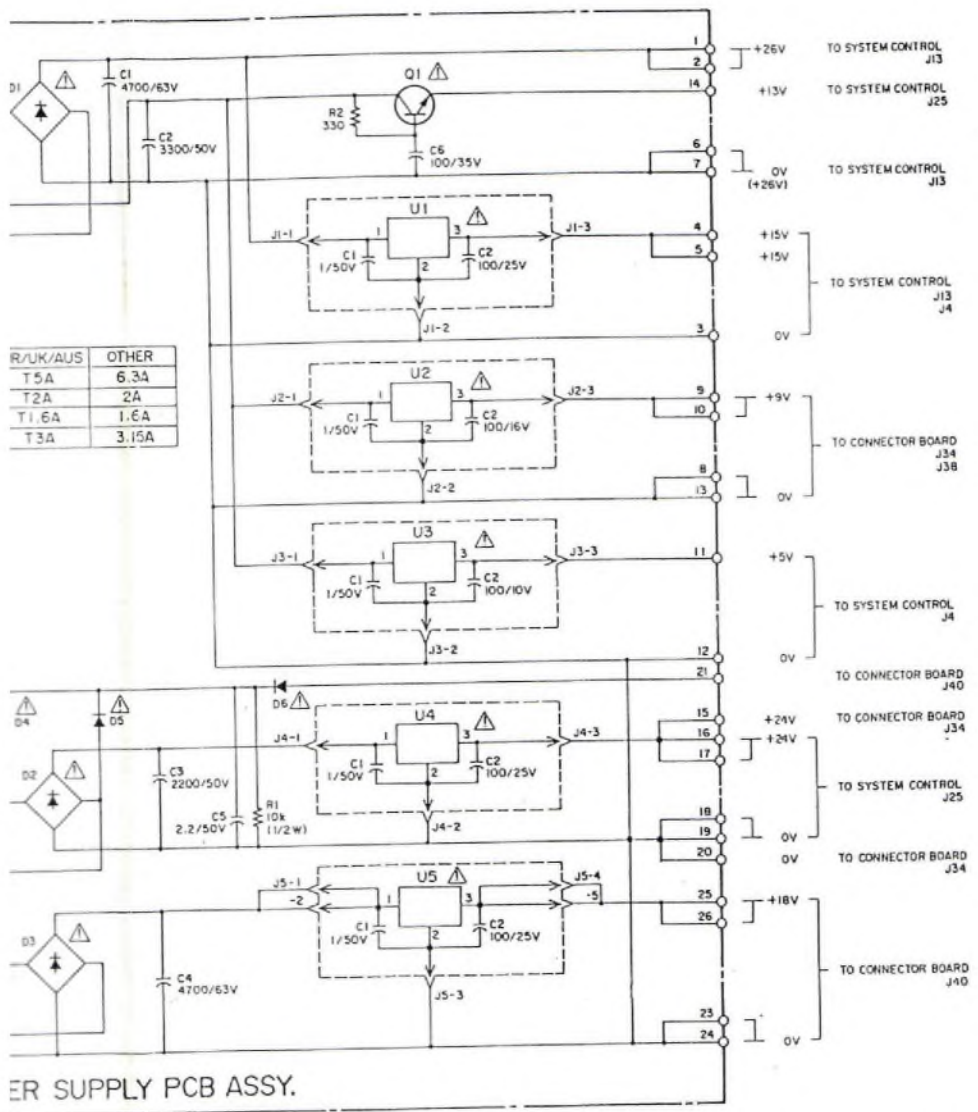 1
+26V
TO SYSTEM CONTROL
J13
2
D1
C1
4700/63V
Q1
14
+13V
TO SYSTEM CONTROL
J25
R2
330
C2
3300/50V
C6
100/35V
6
7
0V
(+26V)
TO SYSTEM CONTROL
J13
U1
J1-1
1
3
J1-3
4
+15V
C1
1/50V
2
C2
100/25V
5
+15V
TO SYSTEM CONTROL
J13
J4
J1-2
3
0V
R/UK/AUS OTHER
T5A 6.3A
T2A 2A
T1.6A 1.6A
T3A 3.15A
U2
J2-1
1
3
J2-3
9
+9V
10
C1
1/50V
2
C2
100/16V
TO CONNECTOR BOARD
J34
J38
J2-2
8
13
0V
U3
J3-1
1
3
J3-3
11
+5V
C1
1/50V
2
C2
100/10V
TO SYSTEM CONTROL
J4
J3-2
12
0V
21
TO CONNECTOR BOARD
J40
D4
D5
D6
U4
J4-1
1
3
J4-3
15
+24V
TO CONNECTOR BOARD
J34
16
+24V
17
D2
C3
2200/50V
C1
1/50V
2
C2
100/25V
TO SYSTEM CONTROL
J25
C5
2.2/50V
R1
10k
(1/2W)
J4-2
18
19
0V
20
0V
TO CONNECTOR BOARD
J34
U5
J5-1
-2
1
3
J5-4
-5
25
+18V
26
D3
C1
1/50V
2
C2
100/25V
C4
4700/63V
J5-3
TO CONNECTOR BOARD
J40
23
24
0V
ER SUPPLY PCB ASSY.